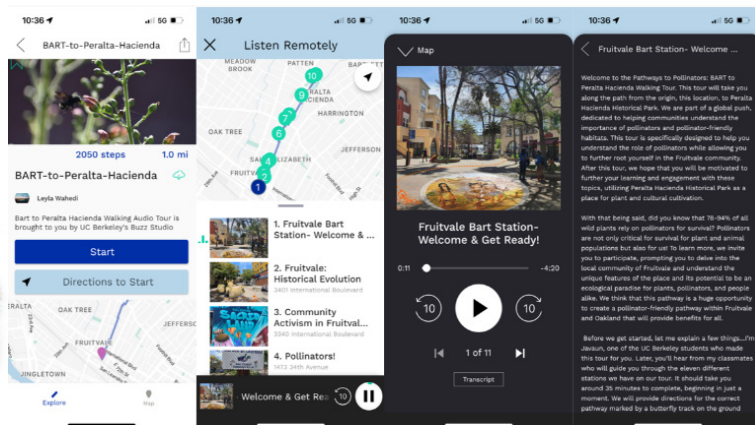 10:36
5G
BART-to-Peralta-Hacienda
2050 steps 1.0 mi
BART-to-Peralta-Hacienda
Leyla Wahedi
Bart to Peralta Hacienda Walking Audio Tour is
brought to you by UC Berkeley's Buzz Studio
Start
Directions to Start
ERALTA
OAK TREE
JEFFERSO
FRUITVALE
International Boulevard
JINGLETOWN
Explore
Map
10:36
5G
Listen Remotely
MEADOW
BROOK
PATTEN
BARTLETT
10
9
RALTA
CIENDA
7
HARRINGTON
6
OAK TREE
JEFFERSON
4
SA ELIZABETH
2
FRUITV
1
1. Fruitvale Bart
Station- Welcome & ...
2. Fruitvale:
Historical Evolution
3401 International Boulevard
3. Community
Activism in Fruitval...
3340 International Boulevard
4. Pollinators!
1413 34th Avenue
Welcome & Get Rea
10
10:36
5G
Map
Fruitvale Bart Station-
Welcome & Get Ready!
0:11
-4:20
10
10
1 of 11
Transcript
10:36
5G
Fruitvale Bart Station- Welcome ...
Welcome to the Pathways to Pollinators: BART to
Peralta Hacienda Walking Tour. This tour will take you
along the path from the origin, this location, to Peralta
Hacienda Historical Park. We are part of a global push,
dedicated to helping communities understand the
importance of pollinators and pollinator-friendly
habitats. This tour is specifically designed to help you
understand the role of pollinators while allowing you
to further root yourself in the Fruitvale community.
After this tour, we hope that you will be motivated to
further your learning and engagement with these
topics, utilizing Peralta Hacienda Historical Park as a
place for plant and cultural cultivation.
With that being said, did you know that 78-94% of all
wild plants rely on pollinators for survival? Pollinators
are not only critical for survival for plant and animal
populations but also for us! To learn more, we invite
you to participate, prompting you to delve into the
local community of Fruitvale and understand the
unique features of the place and its potential to be an
ecological paradise for plants, pollinators, and people
alike. We think that this pathway is a huge opportunity
to create a pollinator-friendly pathway within Fruitvale
and Oakland that will provide benefits for all.
Before we get started, let me explain a few things...I'm
Javaun, one of the UC Berkeley students who made
this tour for you. Later, you'll hear from my classmates
who will guide you through the eleven different
stations we have on our tour. It should take you
around 35 minutes to complete, beginning in just a
moment. We will provide directions for the correct
pathway marked by a butterfly track on the ground